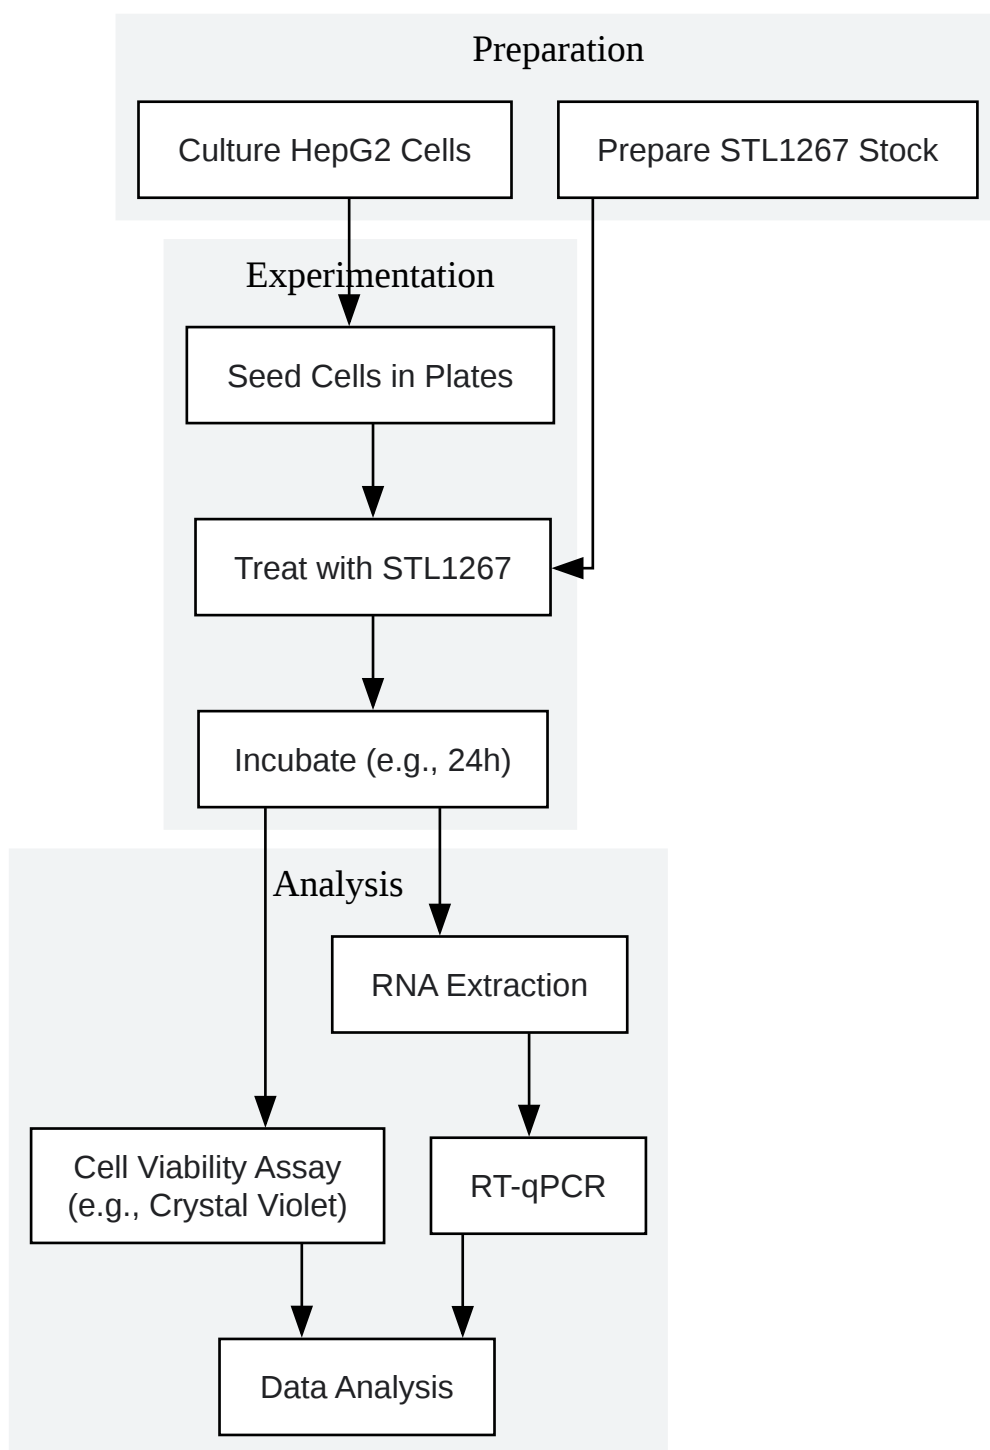 Preparation
Culture HepG2 Cells
Prepare STL1267 Stock
Experimentation
Seed Cells in Plates
Treat with STL1267
Incubate (e.g., 24h)
Analysis
RNA Extraction
Cell Viability Assay
(e.g., Crystal Violet)
RT-qPCR
Data Analysis